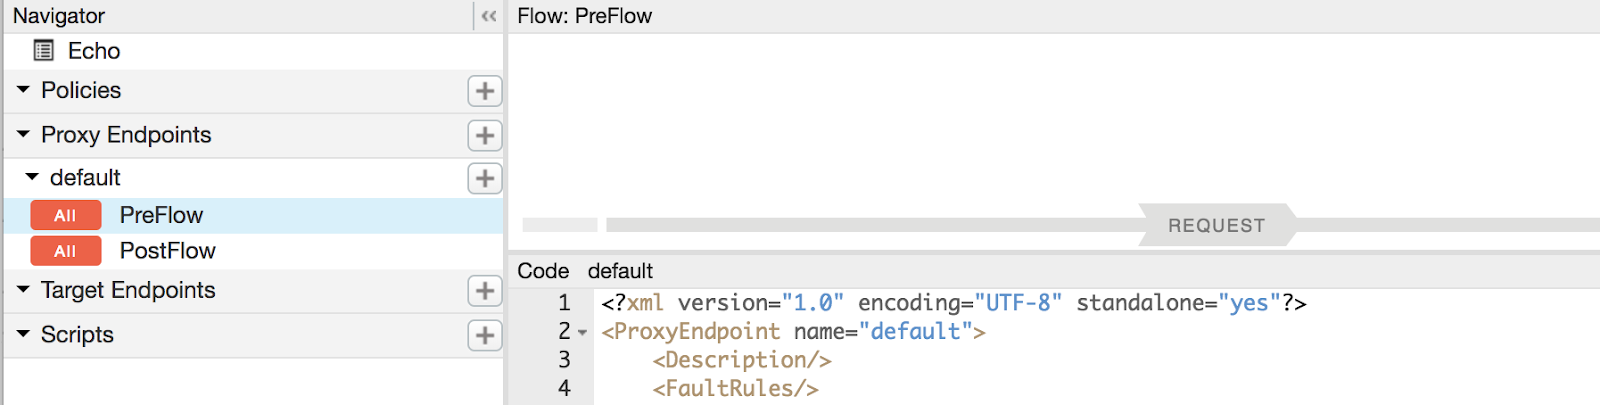 Navigator
Echo
Policies
Proxy Endpoints
default
All PreFlow
All PostFlow
Target Endpoints
Scripts
Flow: PreFlow
REQUEST
Code default
1 <?xml version="1.0" encoding="UTF-8" standalone="yes"?>
2 <ProxyEndpoint name="default">
3 <Description/>
4 <FaultRules/>